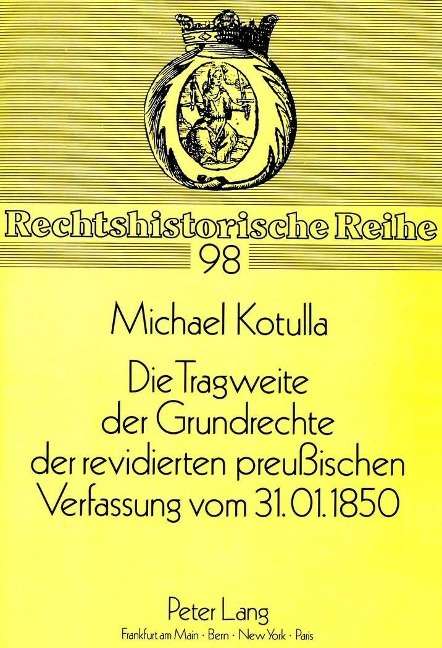 Rechtshistorische Reihe
98
Michael Kotulla
Die Tragweite
der Grundrechte
der revidierten preußischen
Verfassung vom 31.01.1850
Peter Lang
Frankfurt am Main · Bern · New York · Paris